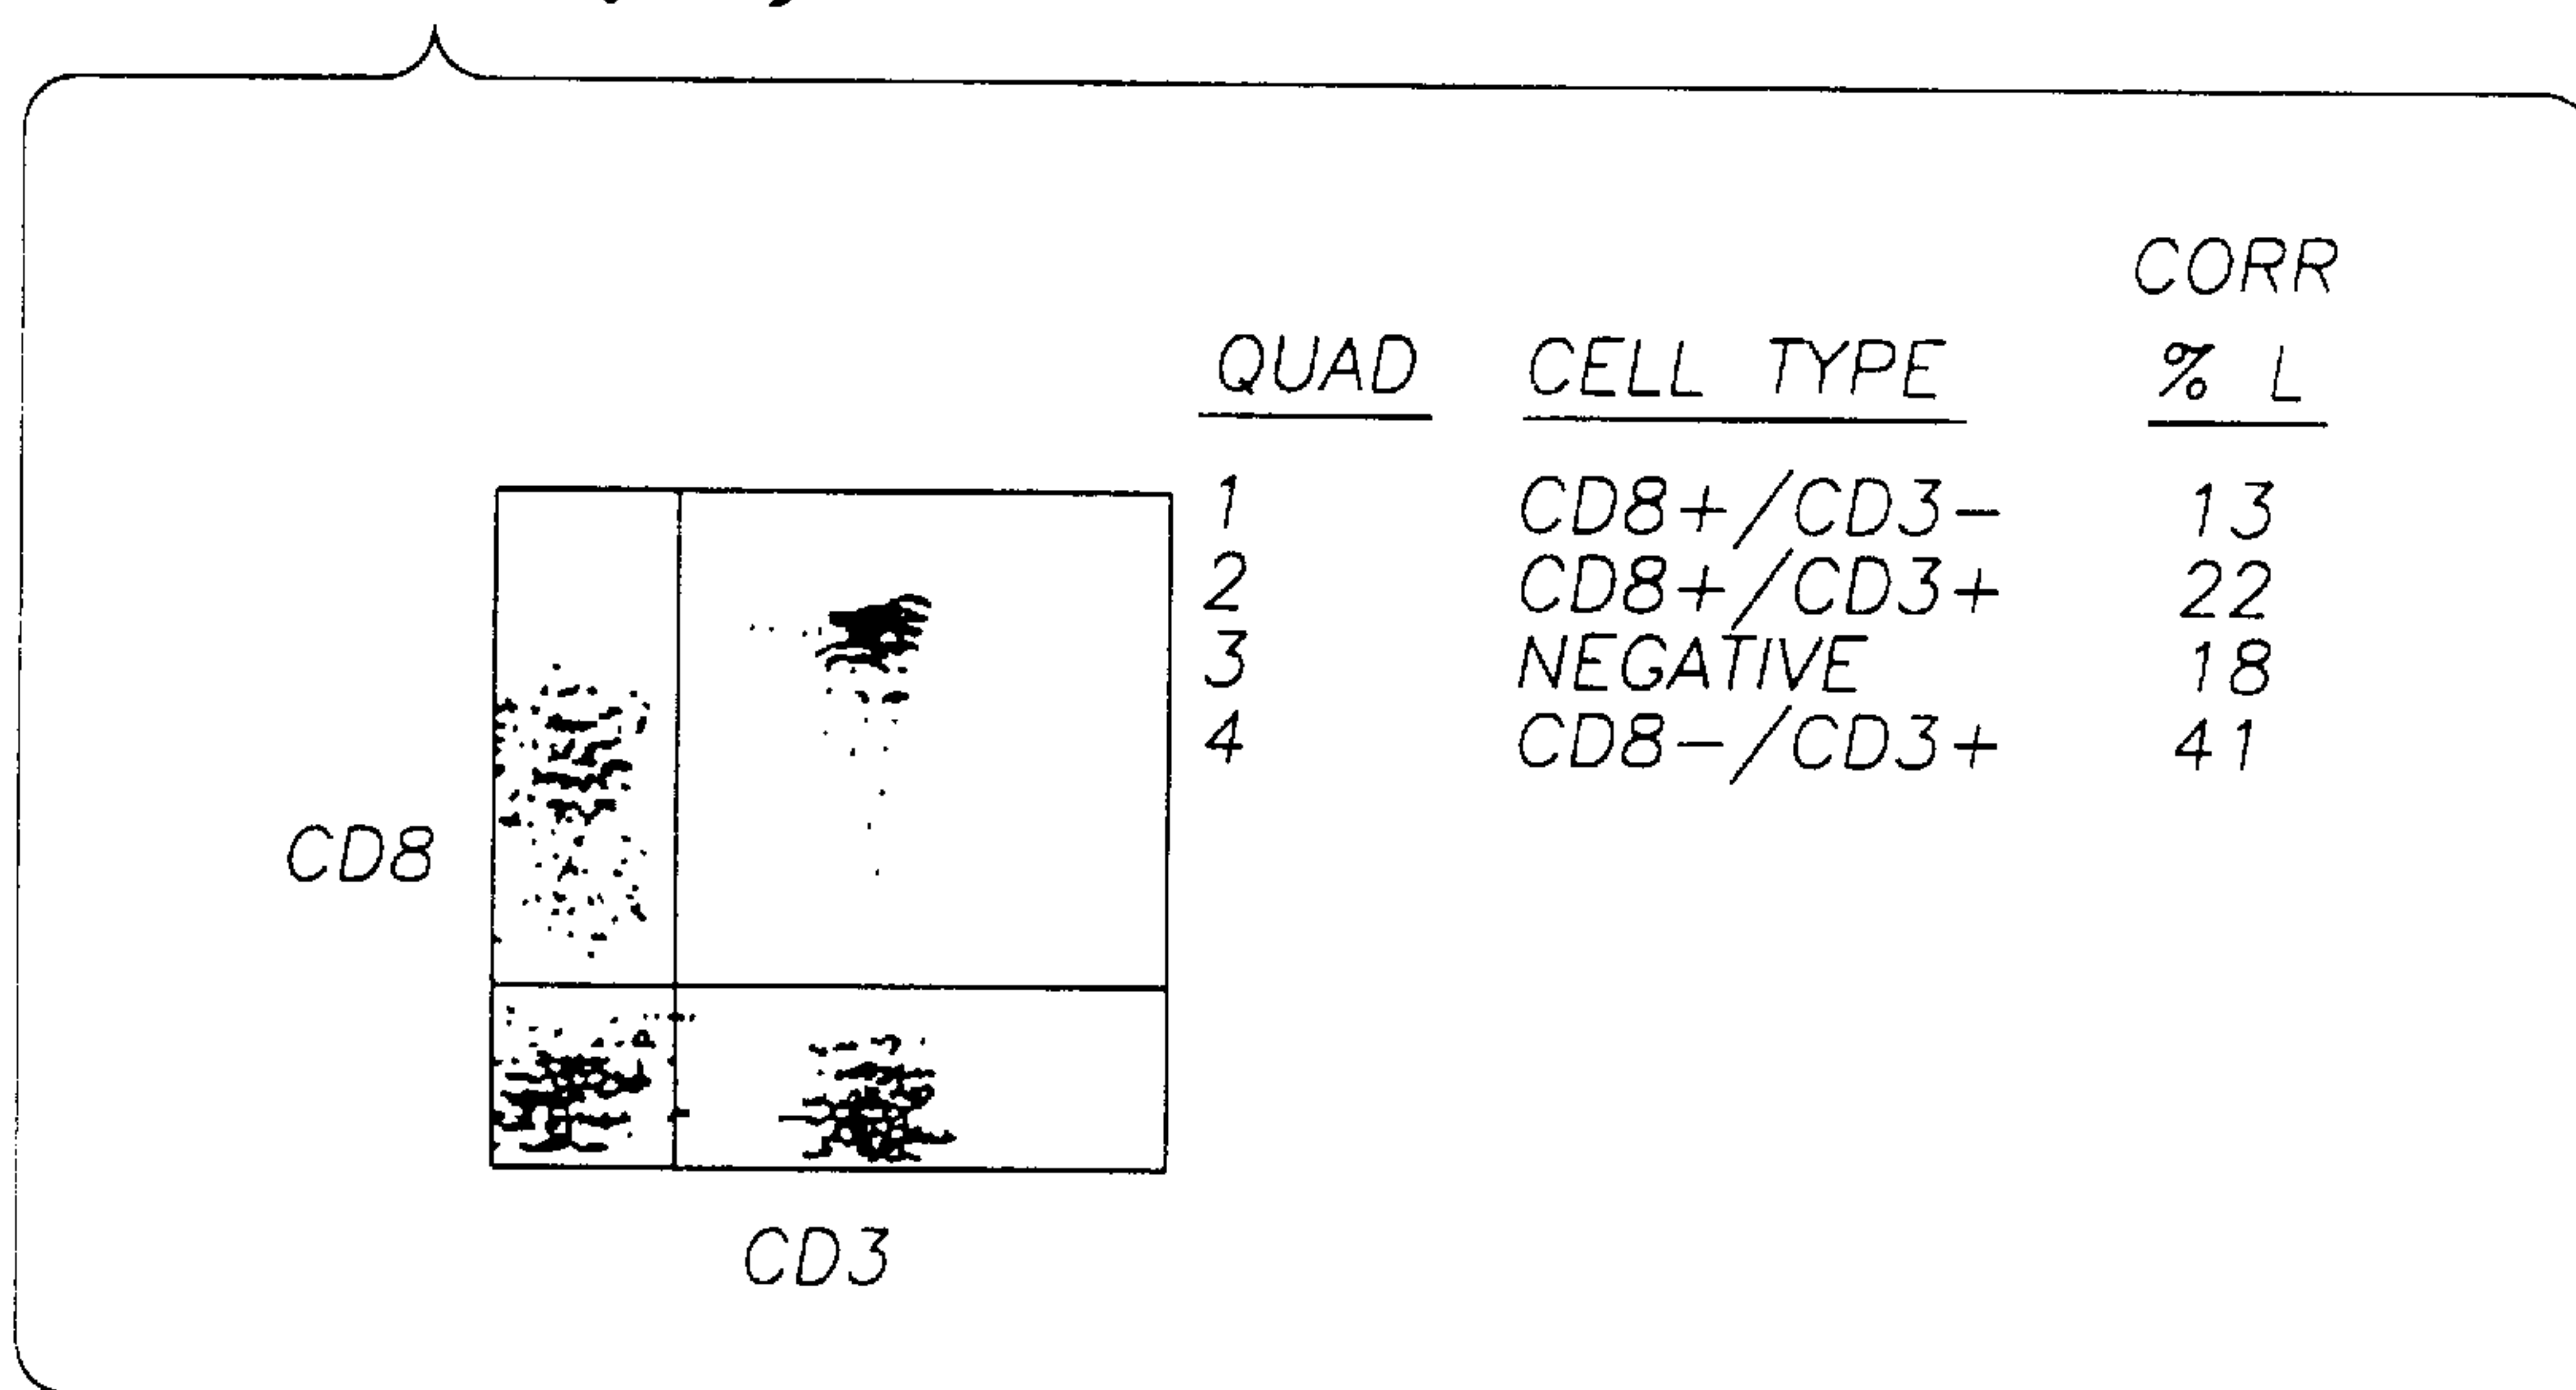 CORR
QUAD CELL TYPE % L
1 CD8+/CD3- 13
2 CD8+/CD3+ 22
3 NEGATIVE 18
4 CD8-/CD3+ 41
CD8
CD3